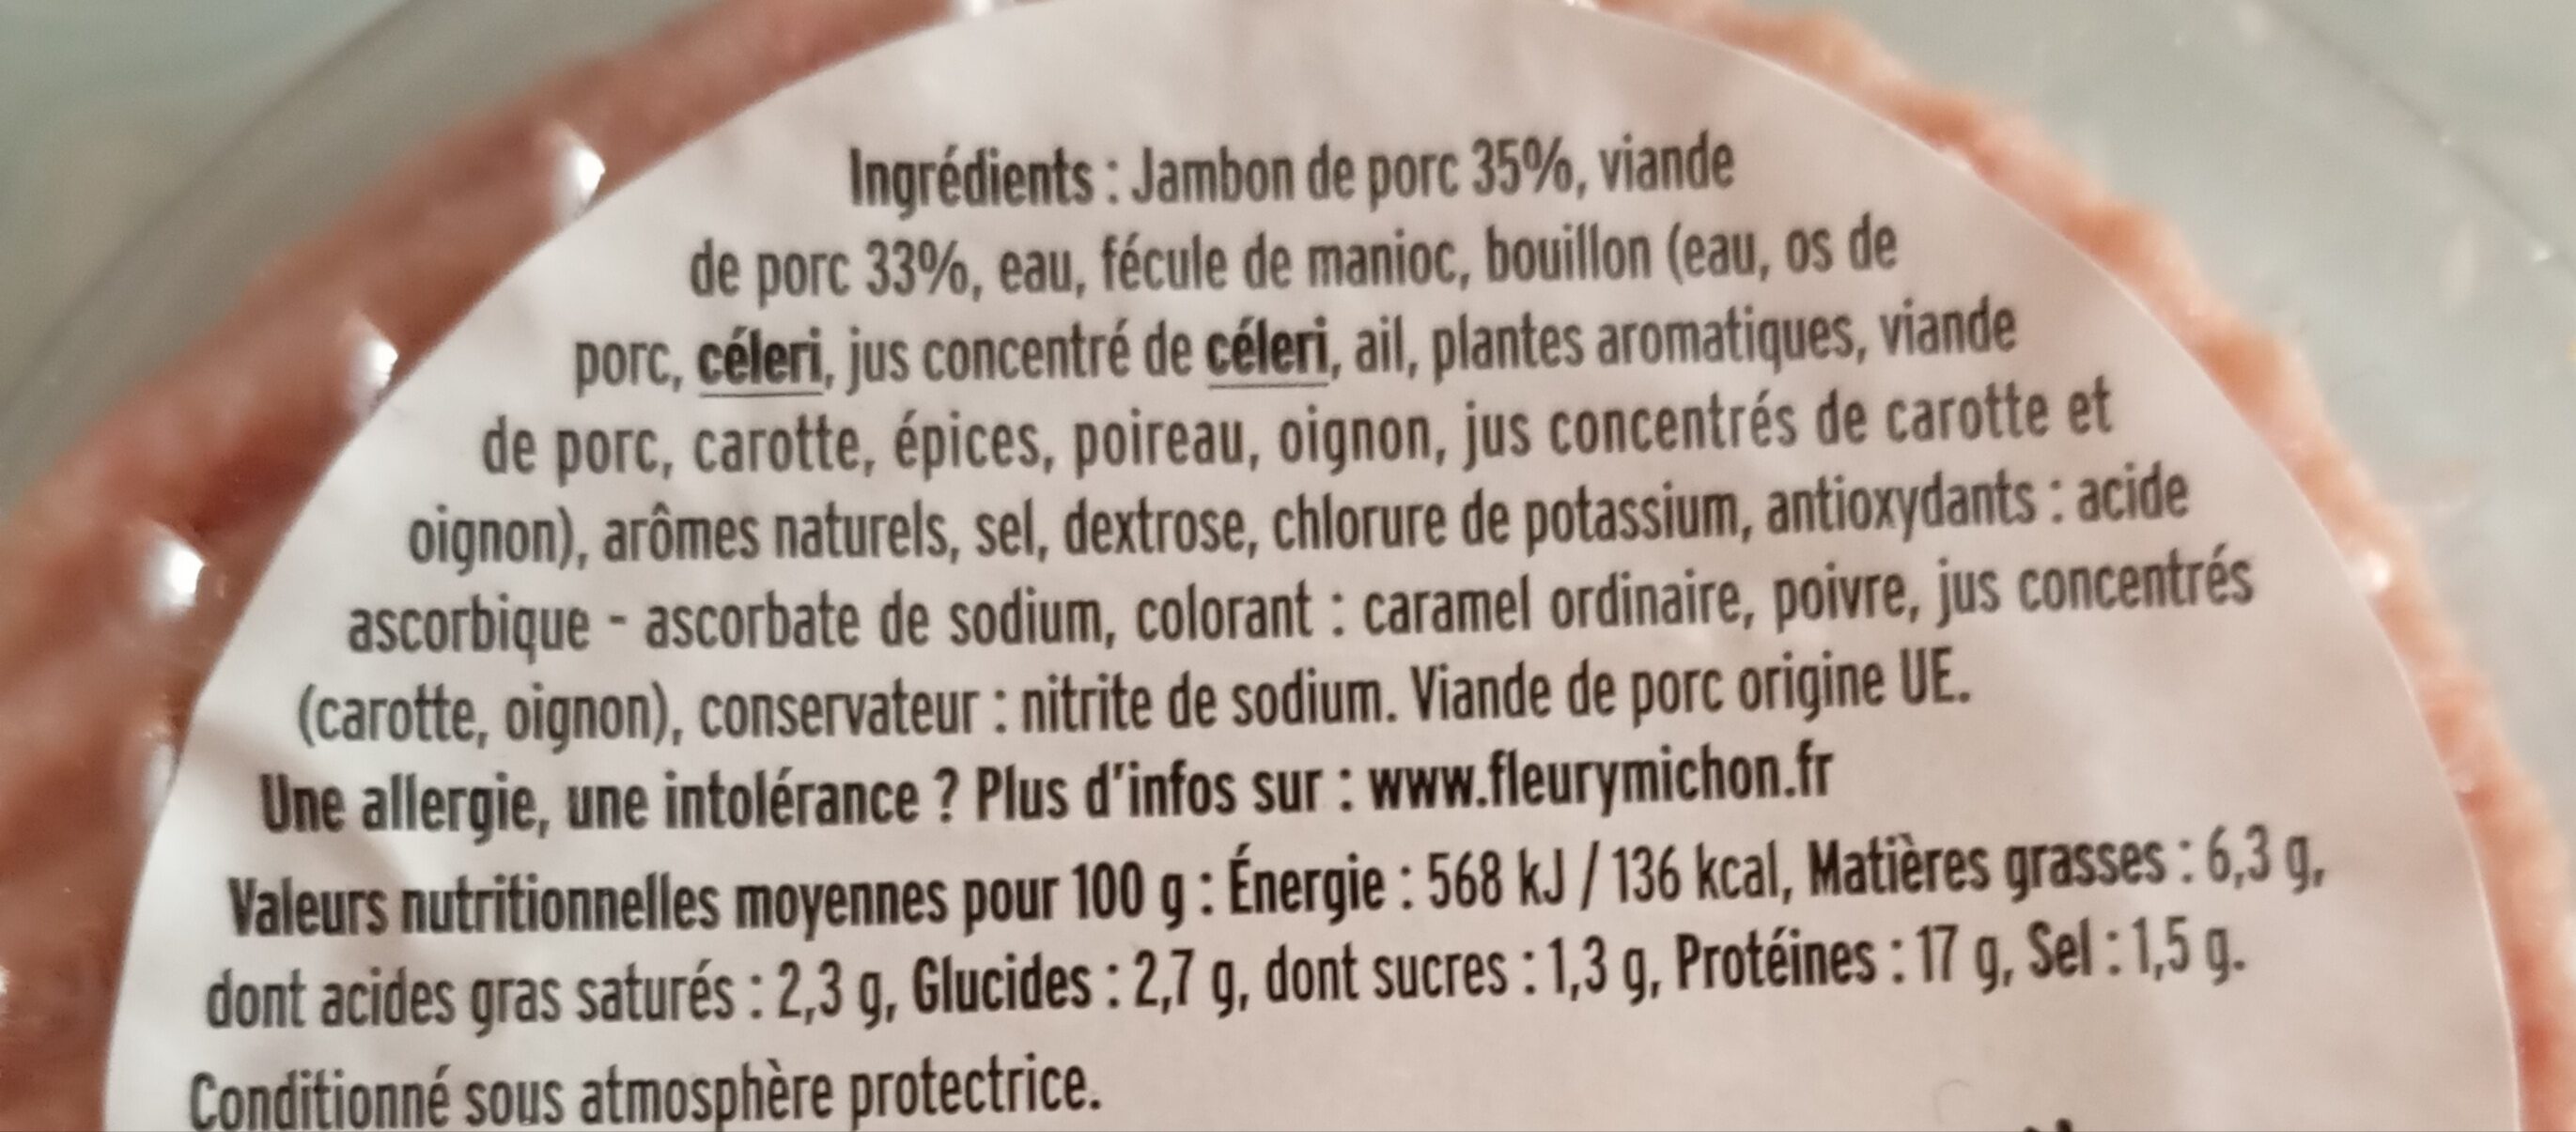 Ingrédients : Jambon de porc 35%, viande
de porc 33%, eau, fécule de manioc, bouillon (eau, os de
porc, céleri, jus concentré de céleri, ail, plantes aromatiques, viande
de porc, carotte, épices, poireau, oignon, jus concentrés de carotte et
oignon), arômes naturels, sel, dextrose, chlorure de potassium, antioxydants : acide
ascorbique - ascorbate de sodium, colorant : caramel ordinaire, poivre, jus concentrés
(carotte, oignon), conservateur : nitrite de sodium. Viande de porc origine UE.
Une allergie, une intolérance ? Plus d'infos sur : www.fleurymichon.fr
Valeurs nutritionnelles moyennes pour 100 g : Énergie : 568 kJ / 136 kcal, Matières grasses : 6,3 g,
dont acides gras saturés : 2,3 g, Glucides : 2,7 g, dont sucres : 1,3 g, Protéines : 17 g, Sel : 1,5 g.
Conditionné sous atmosphère protectrice.